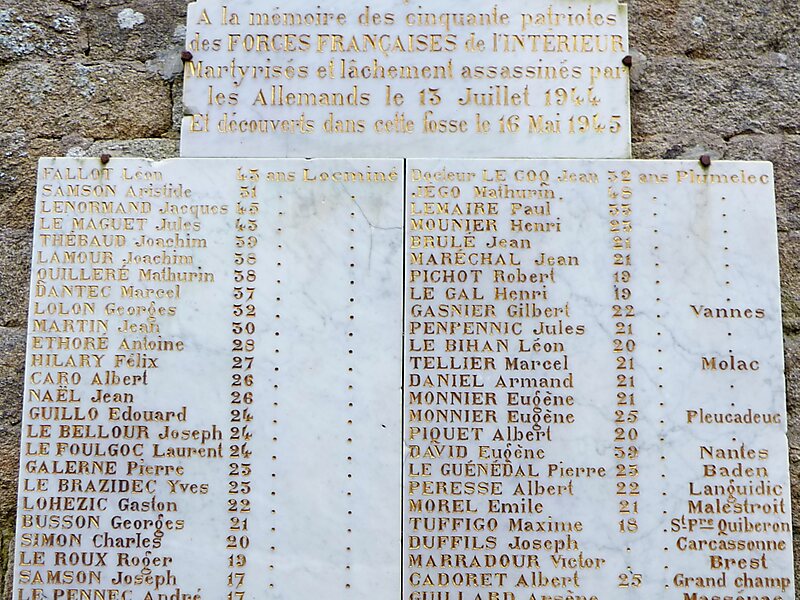 A la mémoire des cinquante patriotes
des FORCES FRANÇAISES de l'INTERIEUR
Martyrisés et lâchement assassinés par
les Allemands le 13 Juillet 1944
Et découverts dans cette fosse le 16 Mai 1945
FALLOT Léon 43 ans Locminé
SAMSON Aristide 51 . .
LENORMAND Jacques 45 . .
LE MAGUET Jules 43 . .
THÉBAUD Joachim 39 . .
LAMOUR Joachim 38 . .
QUILLERÉ Mathurin 38 . .
DANTEC Marcel 37 . .
LOLON Georges 32 . .
MARTIN Jean 30 . .
ETHORÉ Antoine 28 . .
HILARY Félix 27 . .
CARO Albert 26 . .
NAËL Jean 26 . .
GUILLO Edouard 24 . .
LE BELLOUR Joseph 24 . .
LE FOULGOC Laurent 24 . .
GALERNE Pierre 23 . .
LE BRAZIDEC Yves 23 . .
LOHEZIC Gaston 22 . .
BUSSON Georges 21 . .
SIMON Charles 20 . .
LE ROUX Roger 19 . .
SAMSON Joseph 17 . .
LE PENNEC André 17 . .
Docteur LE COQ Jean 32 ans Plumelec
JÉGO Mathurin 48 . .
LEMAIRE Paul 33 . .
MOUNIER Henri 23 . .
BRULÉ Jean 21 . .
MARÉCHAL Jean 21 . .
PICHOT Robert 19 . .
LE GAL Henri 19 . .
GASNIER Gilbert 22 . Vannes
PENPENNIC Jules 21 . .
LE BIHAN Léon 20 . .
TELLIER Marcel 21 . Molac
DANIEL Armand 21 . .
MONNIER Eugène 21 . .
MONNIER Eugène 25 . Pleucadeuc
PIQUET Albert 20 . .
DAVID Eugène 39 . Nantes
LE GUÉNÉDAL Pierre 23 . Baden
PERESSE Albert 22 . Languidic
MOREL Emile 21 . Malestroit
TUFFIGO Maxime 18 . St Pre Quiberon
DUFFILS Joseph . . Carcassonne
MARRADOUR Victor . . Brest
CADORET Albert 25 . Grand champ
GUILLARD Arsène . . Massérac